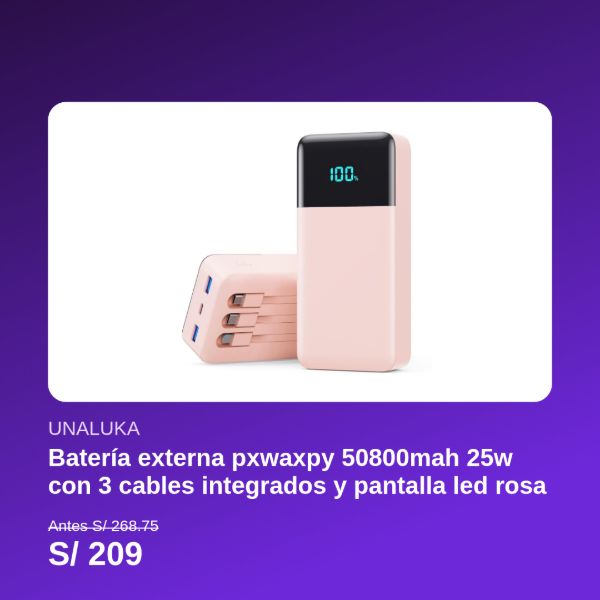 100%
UNALUKA
Batería externa pxwaxpy 50800mah 25w
con 3 cables integrados y pantalla led rosa
Antes S/ 268.75
S/ 209